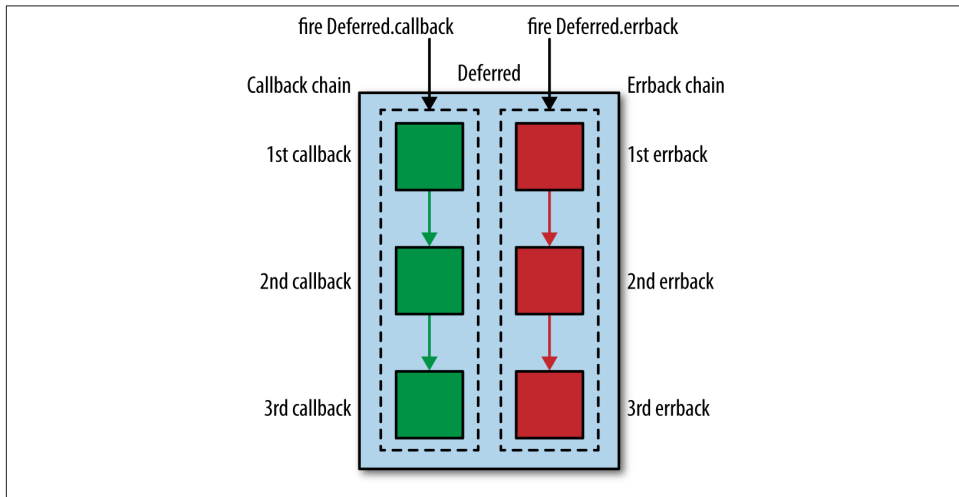 fire Deferred.callback
fire Deferred.errback
Deferred
Callback chain
Errback chain
1st callback
1st errback
2nd callback
2nd errback
3rd callback
3rd errback